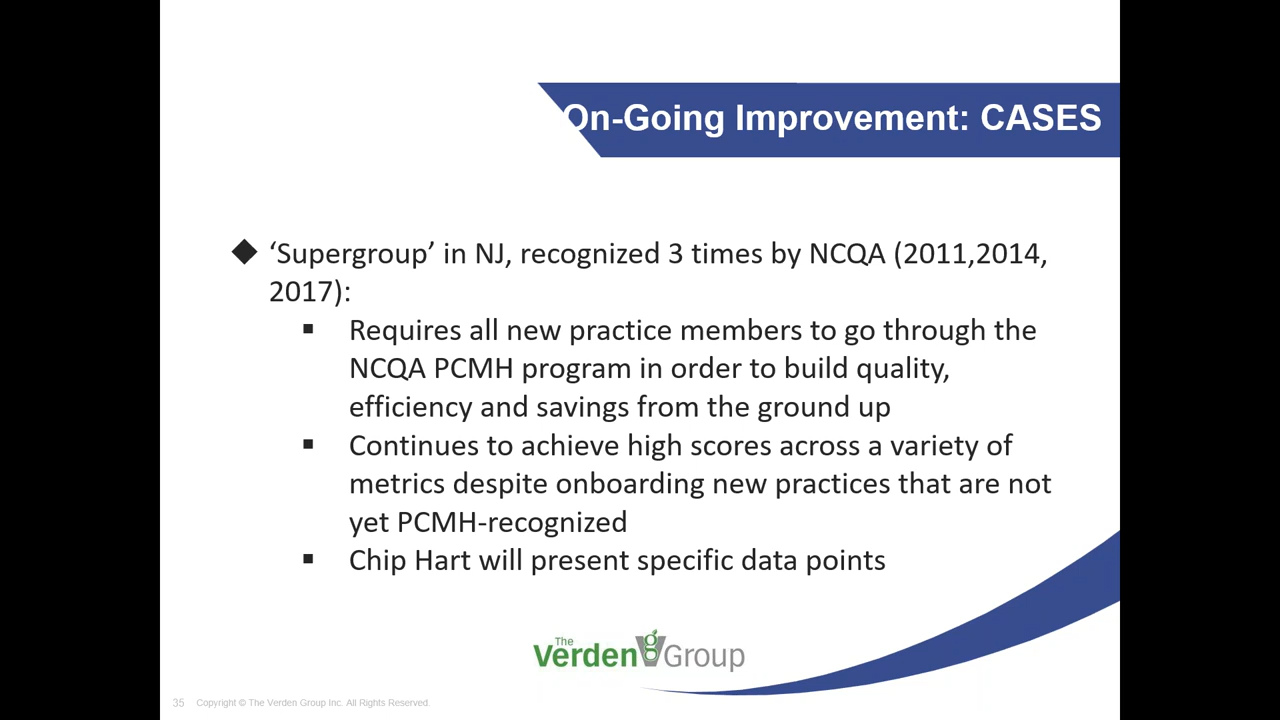 On-Going Improvement: CASES
‘Supergroup’ in NJ, recognized 3 times by NCQA (2011,2014,
2017):
Requires all new practice members to go through the
NCQA PCMH program in order to build quality,
efficiency and savings from the ground up
Continues to achieve high scores across a variety of
metrics despite onboarding new practices that are not
yet PCMH-recognized
Chip Hart will present specific data points
The
Verden Group
35 Copyright © The Verden Group Inc. All Rights Reserved.